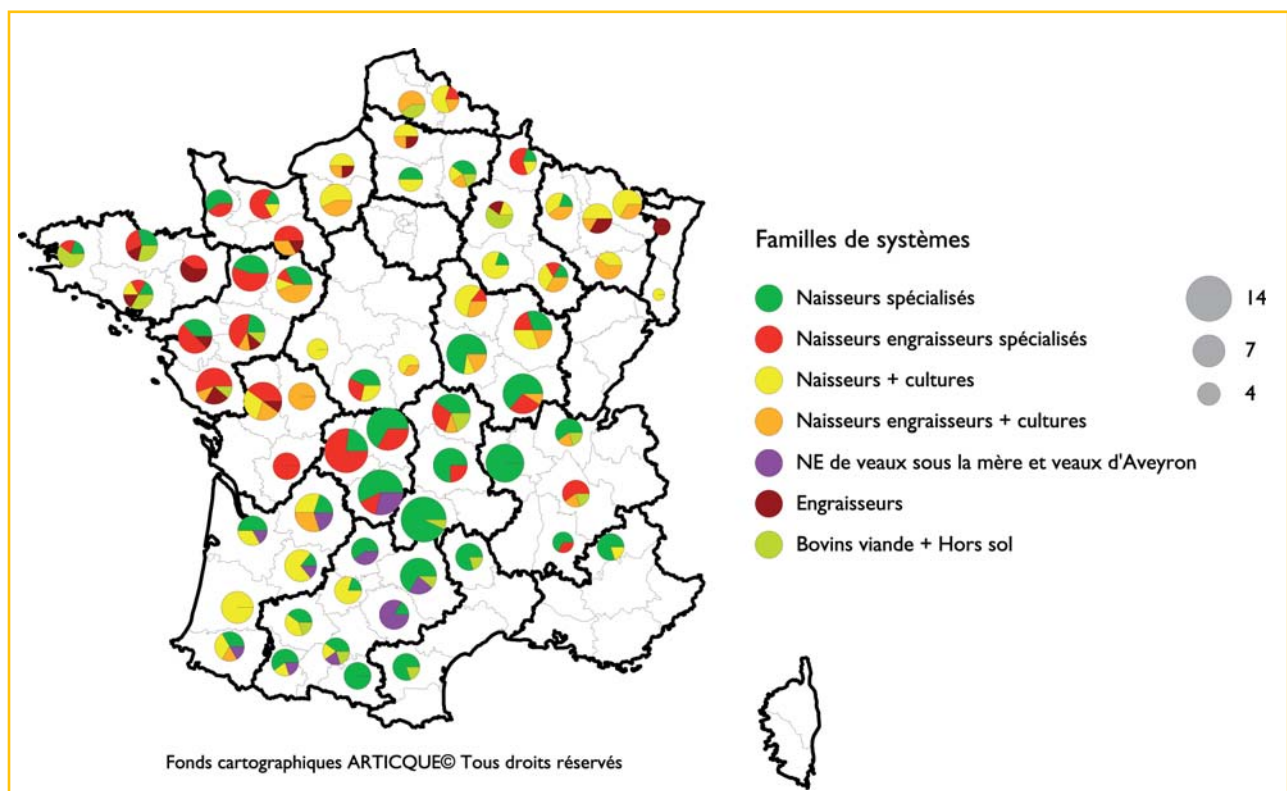 Familles de systèmes
Naisseurs spécialisés
Naisseurs engraisseurs spécialisés
Naisseurs + cultures
Naisseurs engraisseurs + cultures
NE de veaux sous la mère et veaux d'Aveyron
Engraisseurs
Bovins viande + Hors sol
14
7
4
Fonds cartographiques ARTICQUE© Tous droits réservés